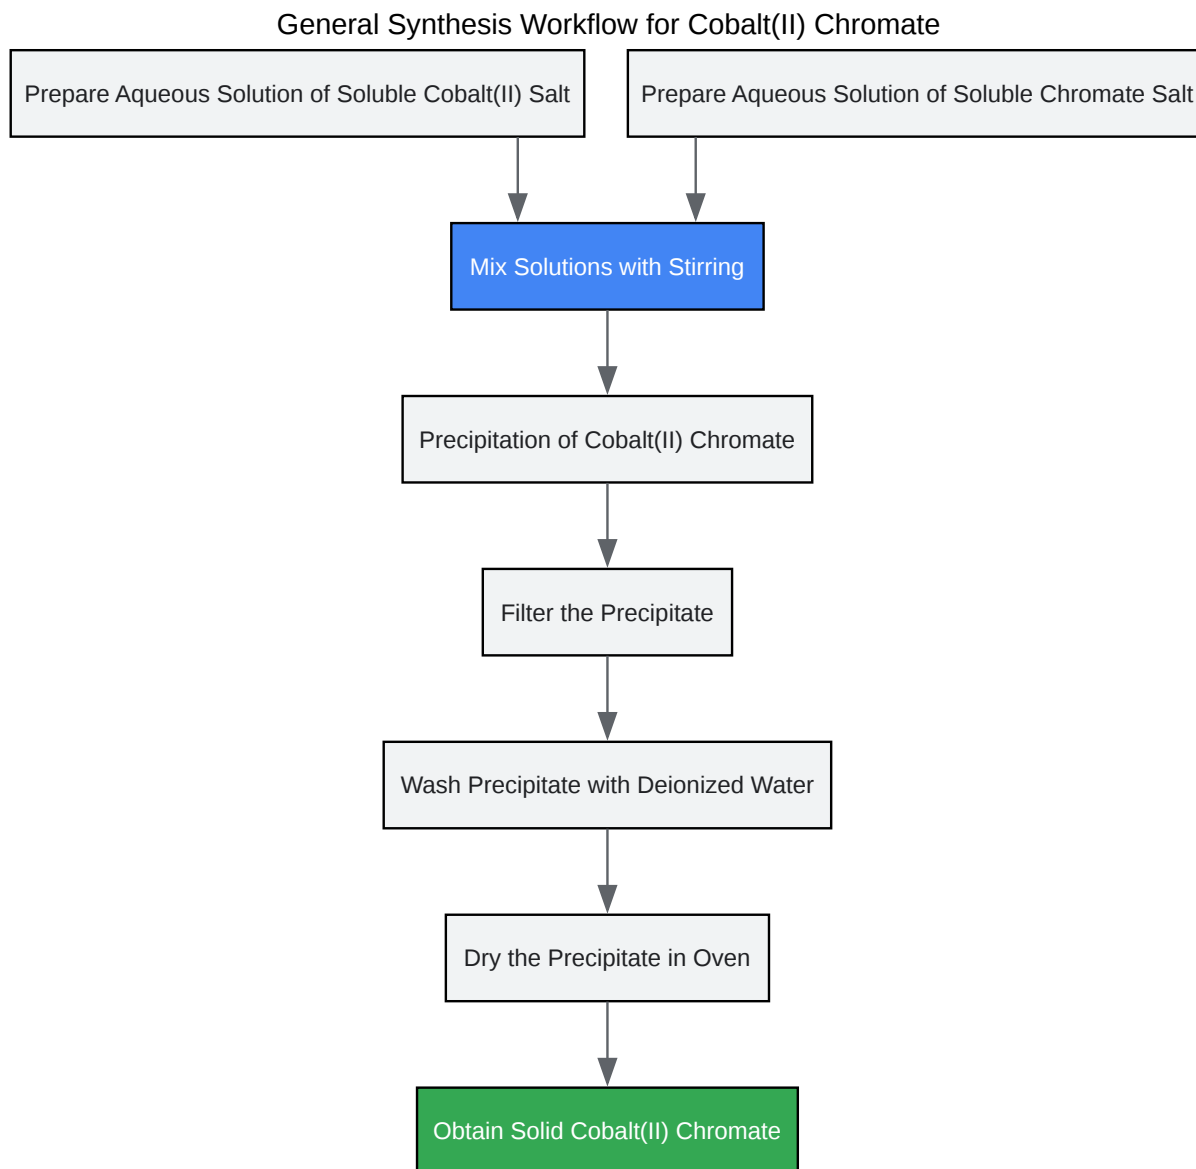 General Synthesis Workflow for Cobalt(II) Chromate
Prepare Aqueous Solution of Soluble Cobalt(II) Salt
Prepare Aqueous Solution of Soluble Chromate Salt
Mix Solutions with Stirring
Precipitation of Cobalt(II) Chromate
Filter the Precipitate
Wash Precipitate with Deionized Water
Dry the Precipitate in Oven
Obtain Solid Cobalt(II) Chromate